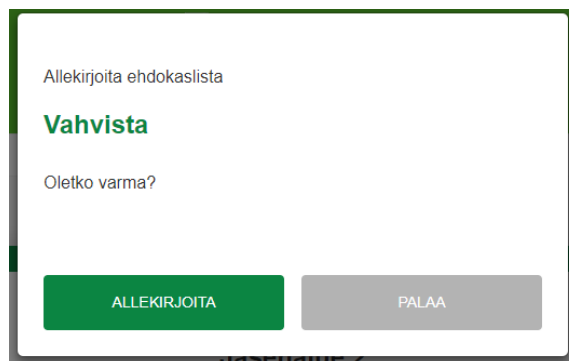 Allekirjoita ehdokaslista
Vahvista
Oletko varma?
ALLEKIRJOITA
PALAA